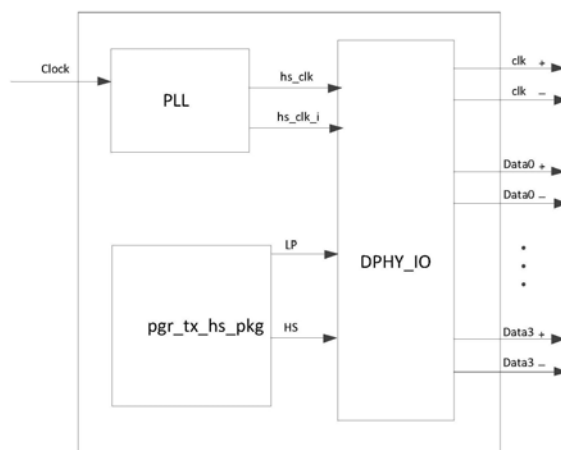 Clock
PLL
hs_clk
hs_clk_i
clk +
clk −
Data0 +
Data0 −
LP
pgr_tx_hs_pkg
HS
DPHY_IO
Data3 +
Data3 −